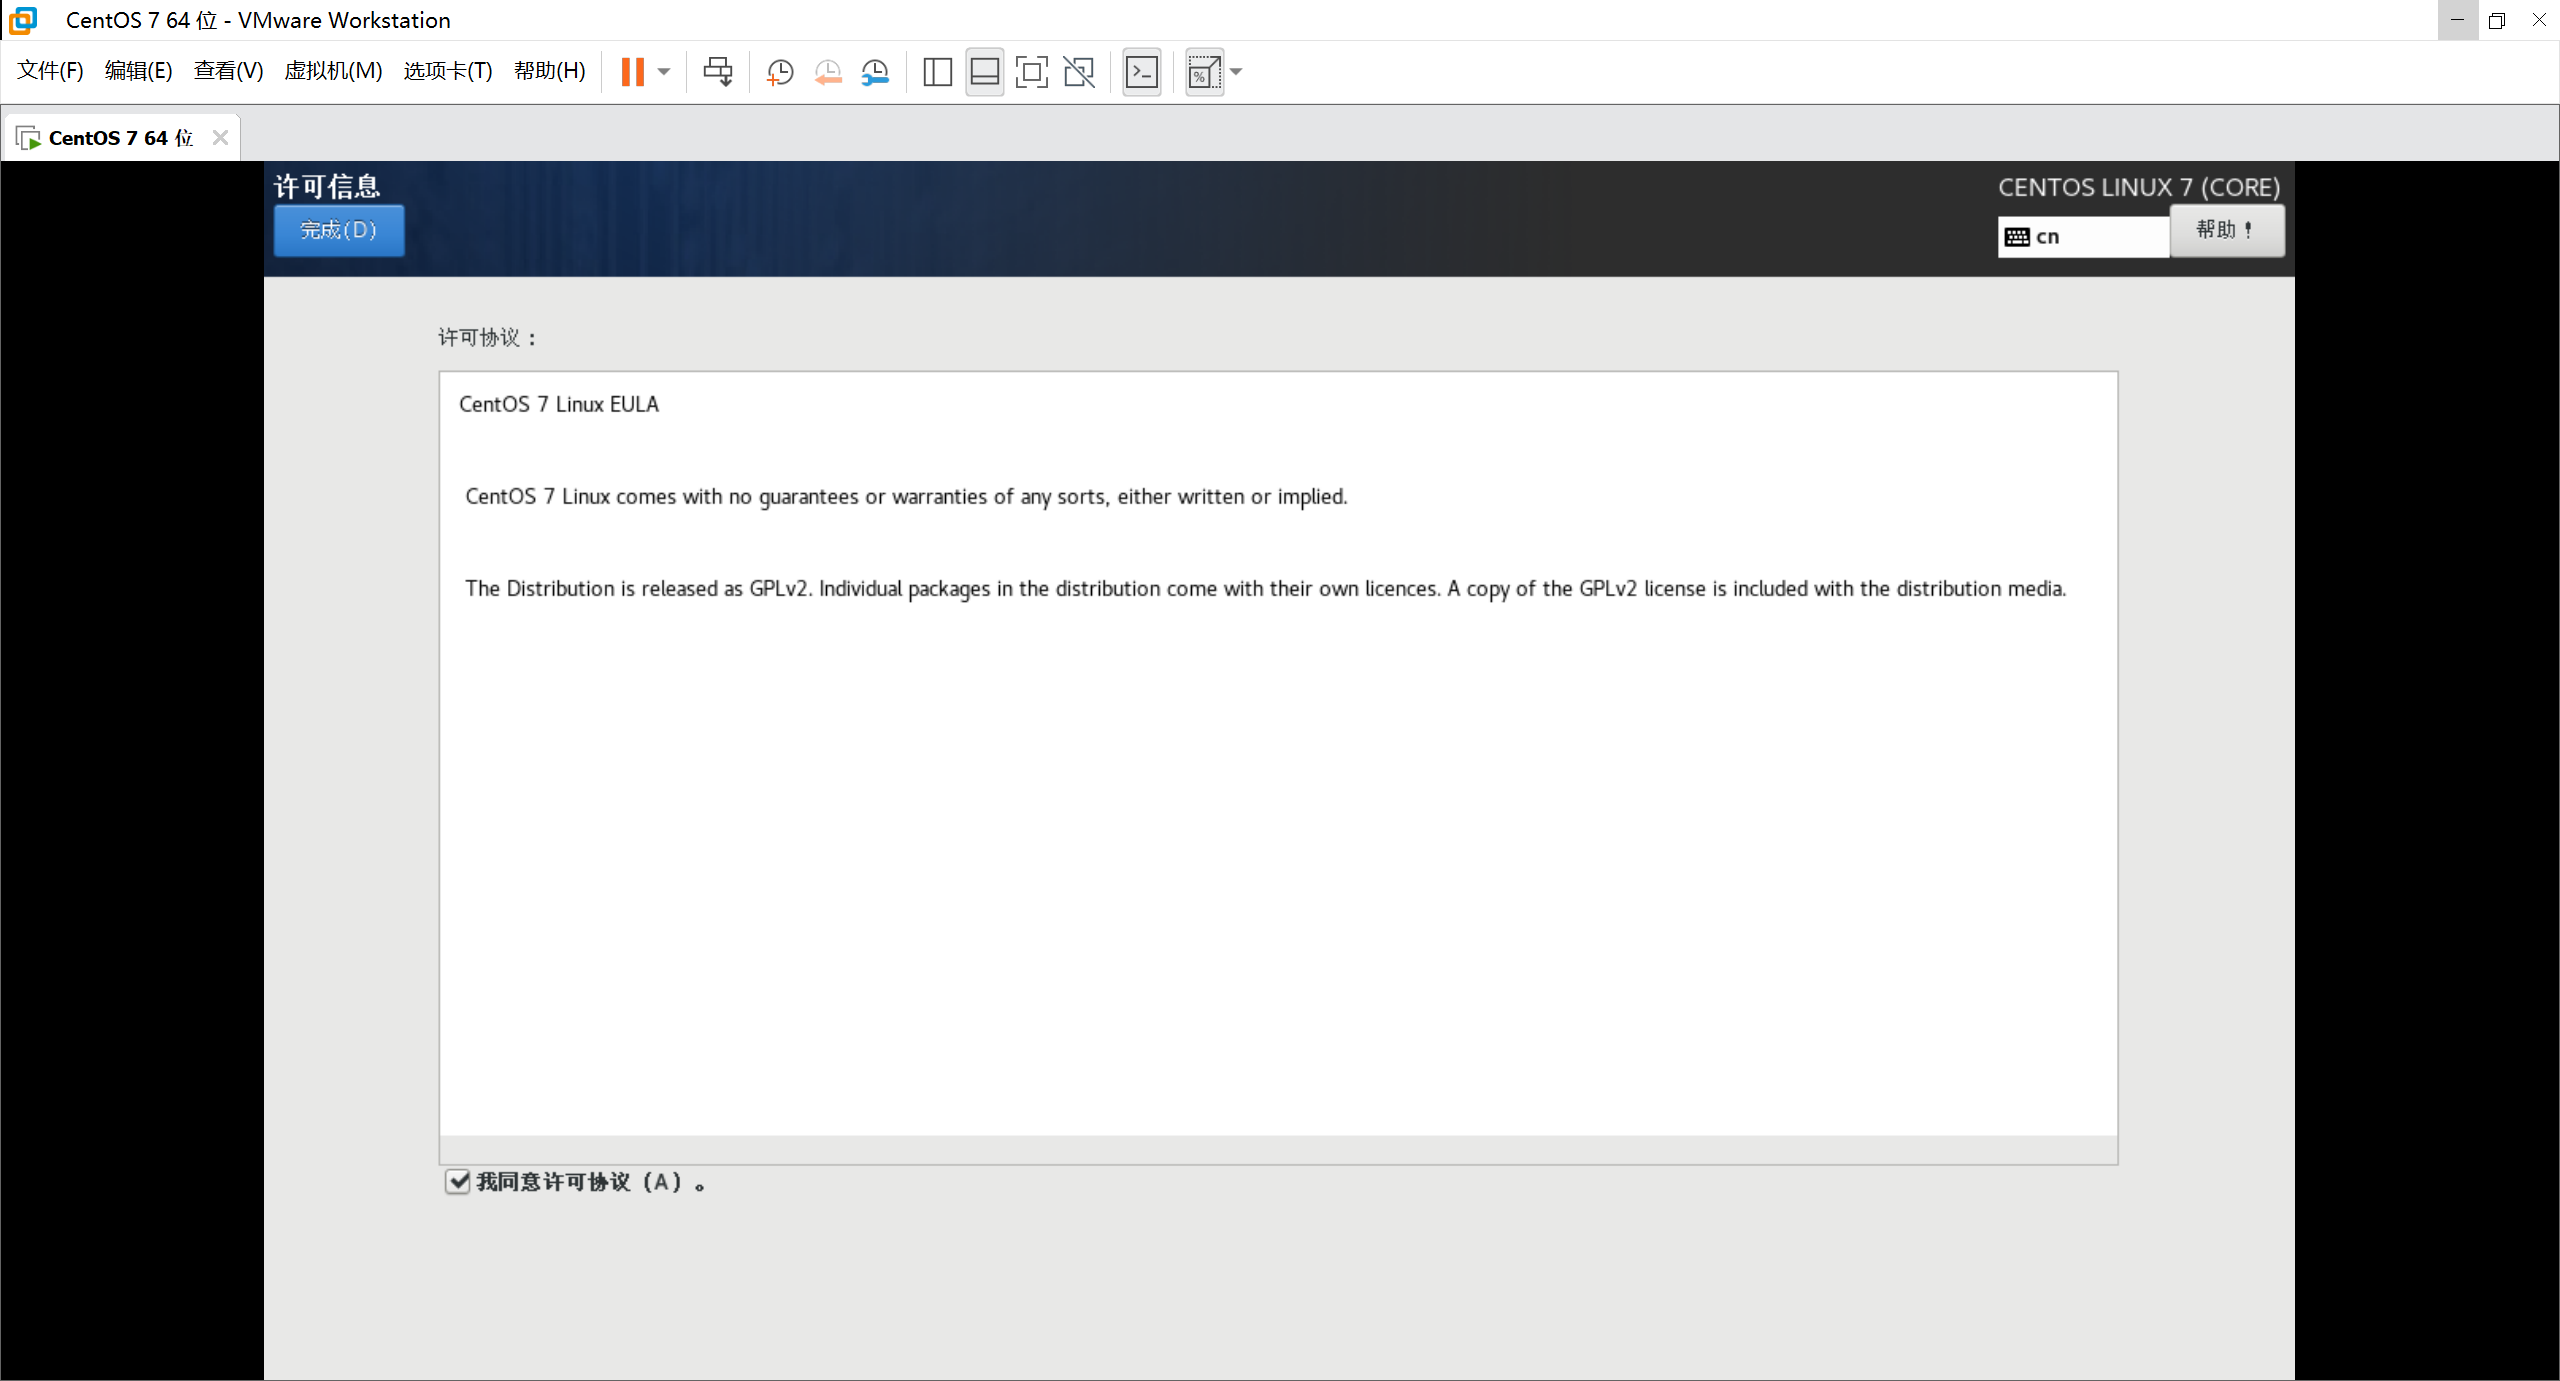 CentOS 7 64 位 - VMware Workstation
文件(F) 编辑(E) 查看(V) 虚拟机(M) 选项卡(T) 帮助(H)
CentOS 7 64 位
许可信息
CENTOS LINUX 7 (CORE)
完成(D)
cn
帮助！
许可协议：
CentOS 7 Linux EULA
CentOS 7 Linux comes with no guarantees or warranties of any sorts, either written or implied.
The Distribution is released as GPLv2. Individual packages in the distribution come with their own licences. A copy of the GPLv2 license is included with the distribution media.
我同意许可协议（A）。